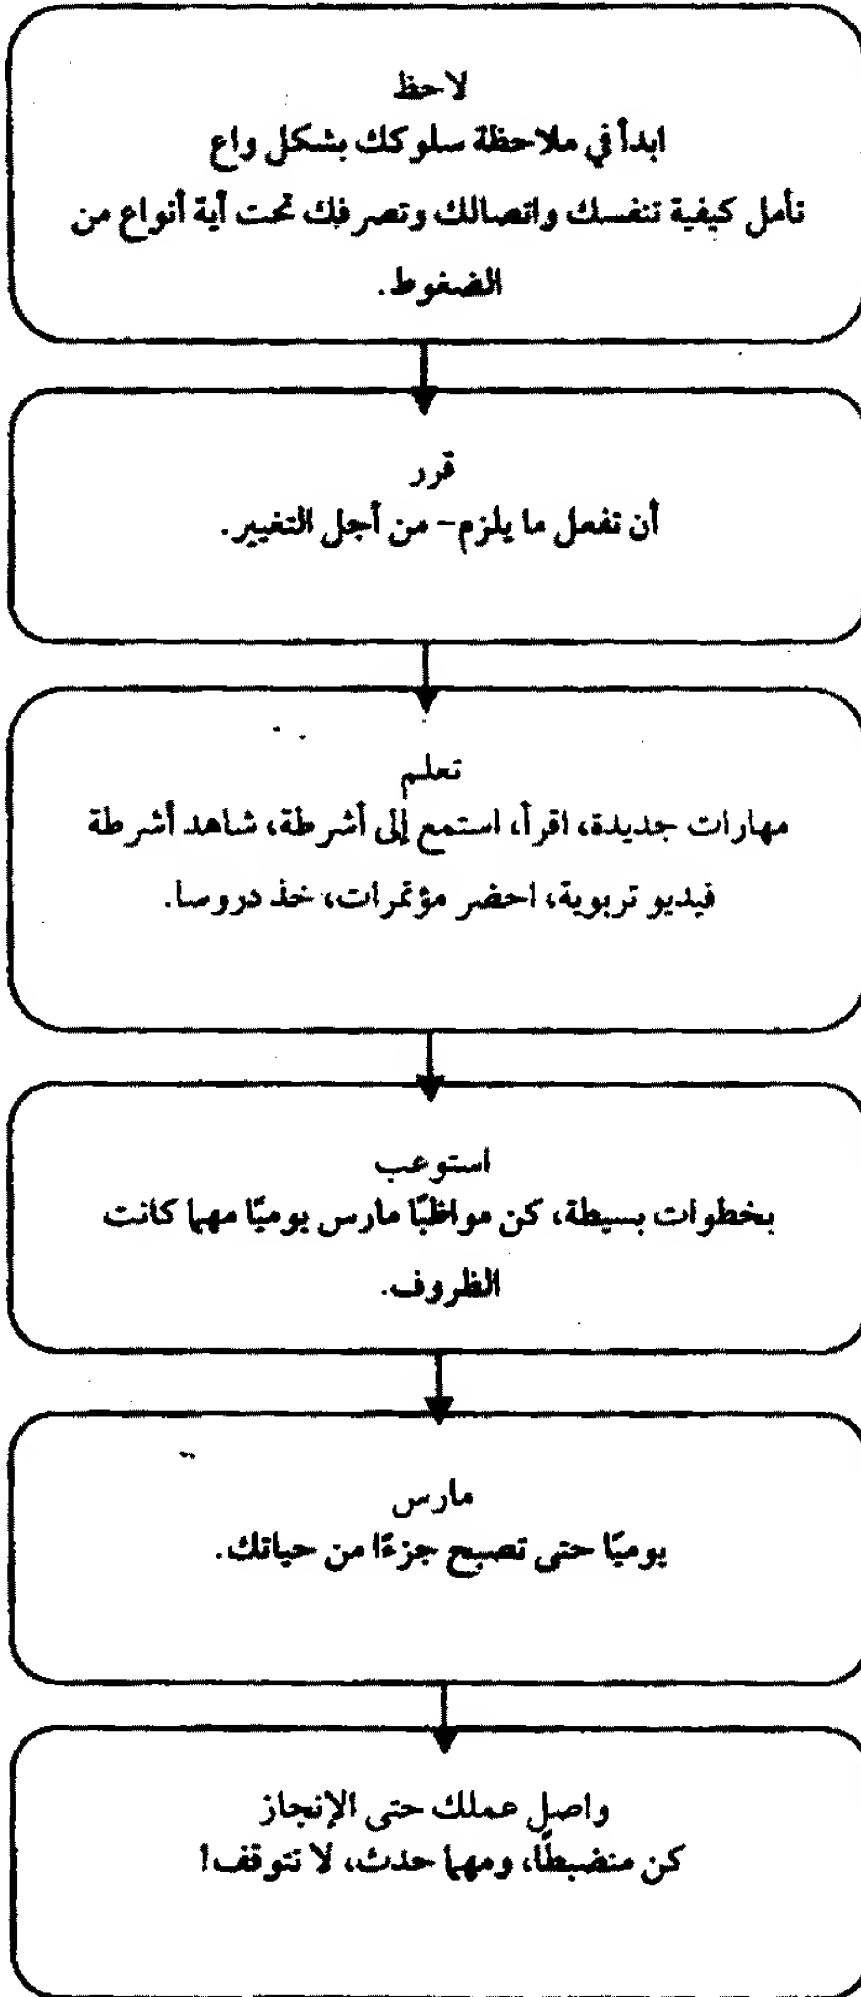 لاحظ
ابدأ في ملاحظة سلوكك بشكل واع
تأمل كيفية تنفسك واتصالك وتصرفك تحت أية أنواع من
الضغوط.
قرر
أن تفعل ما يلزم- من أجل التغيير.
تعلم
مهارات جديدة، اقرأ، استمع إلى أشرطة، شاهد أشرطة
فيديو تربوية، احضر مؤتمرات، خذ دروسا.
استوعب
بخطوات بسيطة، كن مواظبًا مارس يوميًا مهما كانت
الظروف.
مارس
يوميًا حتى تصبح جزءًا من حياتك.
واصل عملك حتى الإنجاز
كن منضبطًا، ومهما حدث، لا تتوقف!